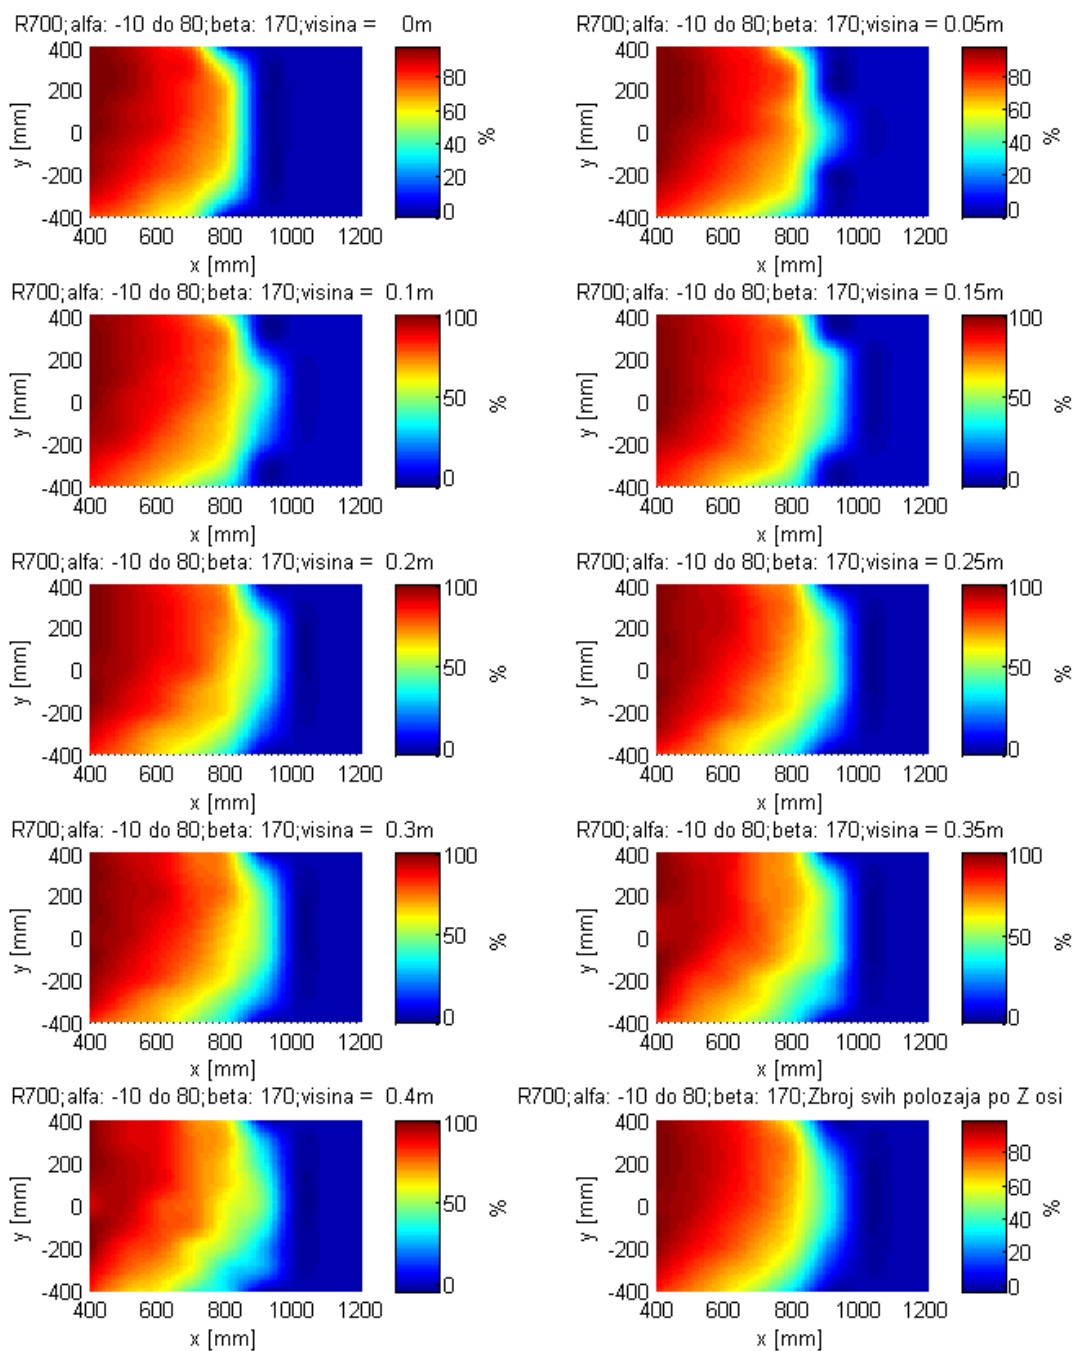 R700;alfa: -10 do 80;beta: 170;visina = 0m
400
200
0
-200
-400
y [mm]
400 600 800 1000 1200
x [mm]
80
60
40
20
0
%
R700;alfa: -10 do 80;beta: 170;visina = 0.05m
400
200
0
-200
-400
y [mm]
400 600 800 1000 1200
x [mm]
80
60
40
20
0
%
R700;alfa: -10 do 80;beta: 170;visina = 0.1m
400
200
0
-200
-400
y [mm]
400 600 800 1000 1200
x [mm]
100
50
0
%
R700;alfa: -10 do 80;beta: 170;visina = 0.15m
400
200
0
-200
-400
y [mm]
400 600 800 1000 1200
x [mm]
100
50
0
%
R700;alfa: -10 do 80;beta: 170;visina = 0.2m
400
200
0
-200
-400
y [mm]
400 600 800 1000 1200
x [mm]
100
50
0
%
R700;alfa: -10 do 80;beta: 170;visina = 0.25m
400
200
0
-200
-400
y [mm]
400 600 800 1000 1200
x [mm]
100
50
0
%
R700;alfa: -10 do 80;beta: 170;visina = 0.3m
400
200
0
-200
-400
y [mm]
400 600 800 1000 1200
x [mm]
100
50
0
%
R700;alfa: -10 do 80;beta: 170;visina = 0.35m
400
200
0
-200
-400
y [mm]
400 600 800 1000 1200
x [mm]
100
50
0
%
R700;alfa: -10 do 80;beta: 170;visina = 0.4m
400
200
0
-200
-400
y [mm]
400 600 800 1000 1200
x [mm]
100
50
0
%
R700;alfa: -10 do 80;beta: 170;Zbroj svih polozaja po Z osi
400
200
0
-200
-400
y [mm]
400 600 800 1000 1200
x [mm]
80
60
40
20
0
%